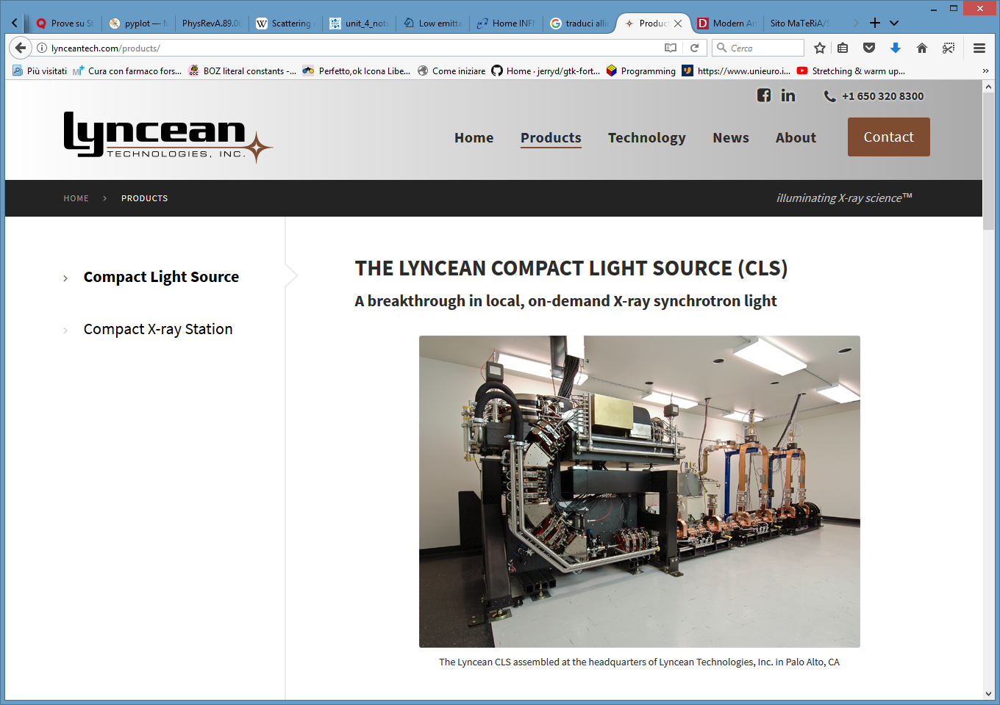 Prove su St
pyplot — M
PhysRevA.89.06
Scattering
unit_4_note
Low emitta
Home INFN
traduci alli
Produc
Modern Ar
Sito MaTeRiA/S
lynceantech.com/products/
Cerca
Più visitati
Cura con farmaco fors...
BOZ literal constants -...
Perfetto,ok Icona Libe...
Come iniziare
Home · jerryd/gtk-fort...
Programming
https://www.unieuro.i...
Stretching & warm up...
+1 650 320 8300
lyncean
TECHNOLOGIES, INC.
Home
Products
Technology
News
About
Contact
HOME > PRODUCTS
illuminating X-ray science™
Compact Light Source
Compact X-ray Station
THE LYNCEAN COMPACT LIGHT SOURCE (CLS)
A breakthrough in local, on-demand X-ray synchrotron light
The Lyncean CLS assembled at the headquarters of Lyncean Technologies, Inc. in Palo Alto, CA